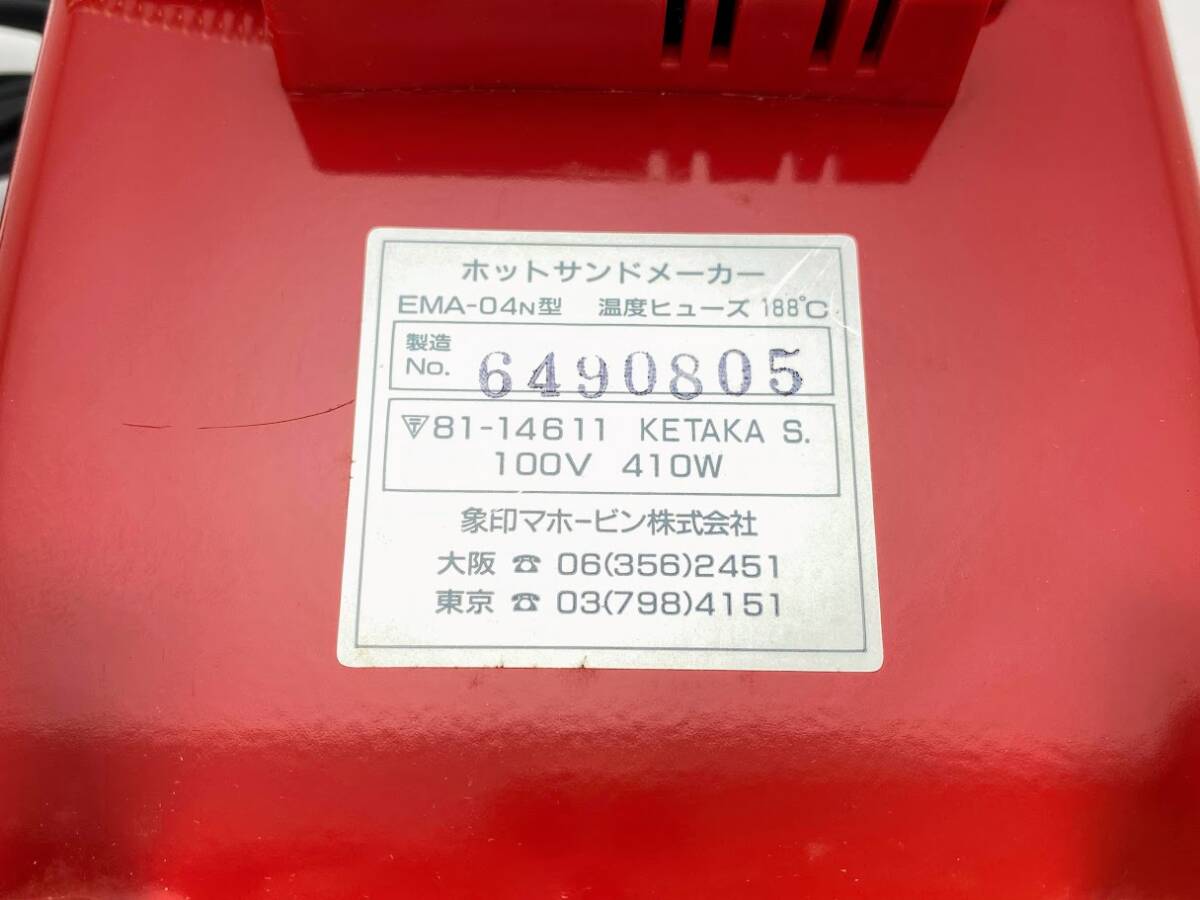 ホットサンドメーカー
EMA-04N型 温度ヒューズ 188℃
製造
No. 6490805
81-14611 KETAKA S.
100V 410W
象印マホービン株式会社
大阪 ☎ 06(356)2451
東京 ☎ 03(798)4151